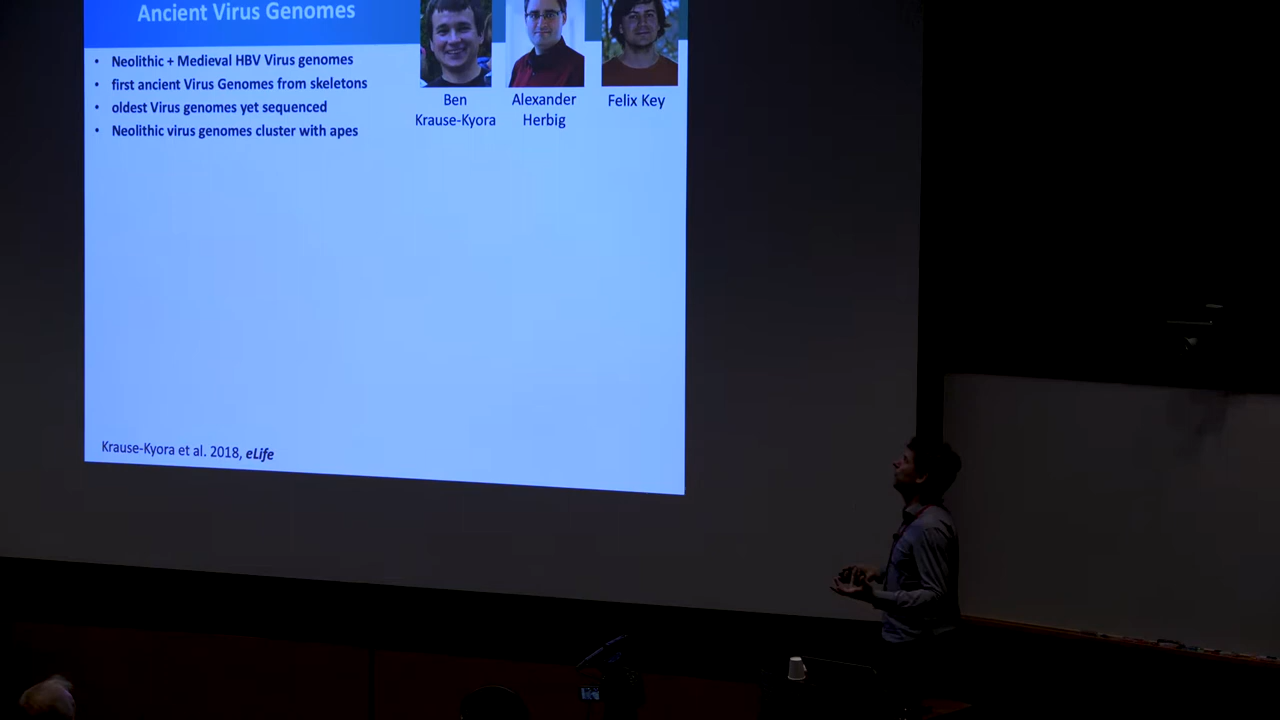 Ancient Virus Genomes
• Neolithic + Medieval HBV Virus genomes
• first ancient Virus Genomes from skeletons
• oldest Virus genomes yet sequenced
• Neolithic virus genomes cluster with apes
Ben
Krause-Kyora
Alexander
Herbig
Felix Key
Krause-Kyora et al. 2018, eLife